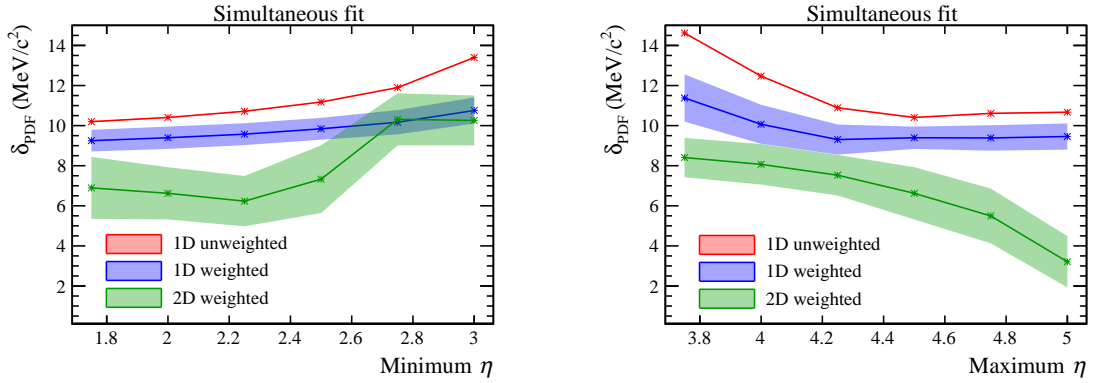 Simultaneous fit
δPDF (MeV/c²)
14
12
10
8
6
4
2
1D unweighted
1D weighted
2D weighted
1.8 2 2.2 2.4 2.6 2.8 3
Minimum η
Simultaneous fit
δPDF (MeV/c²)
14
12
10
8
6
4
2
1D unweighted
1D weighted
2D weighted
3.8 4 4.2 4.4 4.6 4.8 5
Maximum η